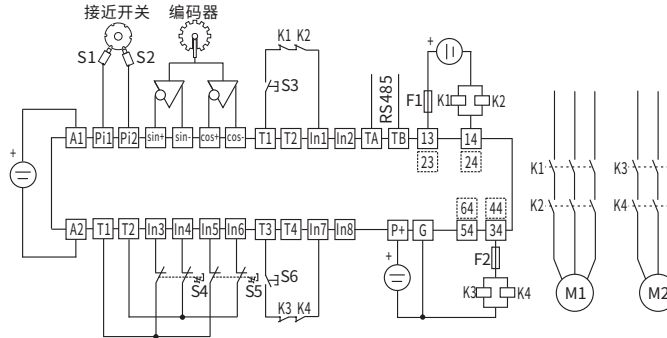 接近开关 编码器
S1 S2
K1 K2
S3
RS485
+
F1
K1 K2
A1 Pi1 Pi2 sin+ sin- cos+ cos- T1 T2 In1 In2 TA TB 13 14
23 24
+
64 44
A2 T1 T2 In3 In4 In5 In6 T3 T4 In7 In8 P+ G 54 34
S4 S5 S6
K3 K4
+
F2
K3 K4
K1 K3
K2 K4
M1 M2